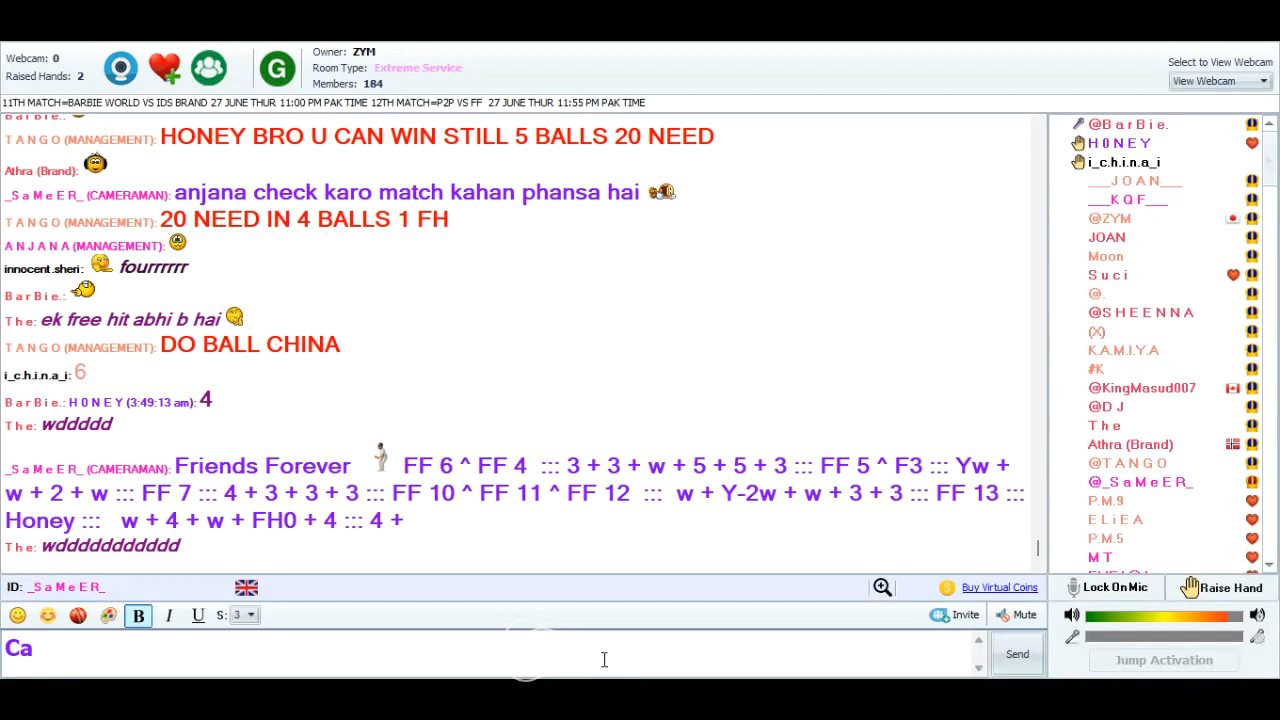 Webcam: 0
Raised Hands: 2
G
Owner: ZYM
Room Type: Extreme Service
Members: 184
Select to View Webcam
View Webcam
11TH MATCH=BARBIE WORLD VS IDS BRAND 27 JUNE THUR 11:00 PM PAK TIME 12TH MATCH=P2P VS FF 27 JUNE THUR 11:55 PM PAK TIME
BarBie.:
T A N G O (MANAGEMENT): HONEY BRO U CAN WIN STILL 5 BALLS 20 NEED
Athra (Brand):
_S a M e E R_ (CAMERAMAN): anjana check karo match kahan phansa hai
T A N G O (MANAGEMENT): 20 NEED IN 4 BALLS 1 FH
A N J A N A (MANAGEMENT):
innocent.sheri: fourrrrrr
B a r B i e.:
The: ek free hit abhi b hai
T A N G O (MANAGEMENT): DO BALL CHINA
i_c.h.i.n.a_i: 6
B a r B i e.: H 0 N E Y (3:49:13 am): 4
The: wddddd
_S a M e E R_ (CAMERAMAN): Friends Forever FF 6 ^ FF 4 ::: 3 + 3 + w + 5 + 5 + 3 ::: FF 5 ^ F3 ::: Yw +
w + 2 + w ::: FF 7 ::: 4 + 3 + 3 + 3 ::: FF 10 ^ FF 11 ^ FF 12 ::: w + Y-2w + w + 3 + 3 ::: FF 13 :::
Honey ::: w + 4 + w + FH0 + 4 ::: 4 +
The: wdddddddddddd
@B a r B i e.
H 0 N E Y
i_c.h.i.n.a_i
___J O A N___
___K Q F___
@ZYM
JOAN
Moon
S u c i
@.
@S H E E N N A
(X)
K.A.M.I.Y.A
#K
@KingMasud007
@D J
T h e
Athra (Brand)
@T A N G O
@_S a M e E R_
P.M.9
E L i E A
P.M.5
M T
ID: _S a M e E R_
Buy Virtual Coins
Lock On Mic
Raise Hand
B I U S: 3
Invite
Mute
Ca
Send
Jump Activation